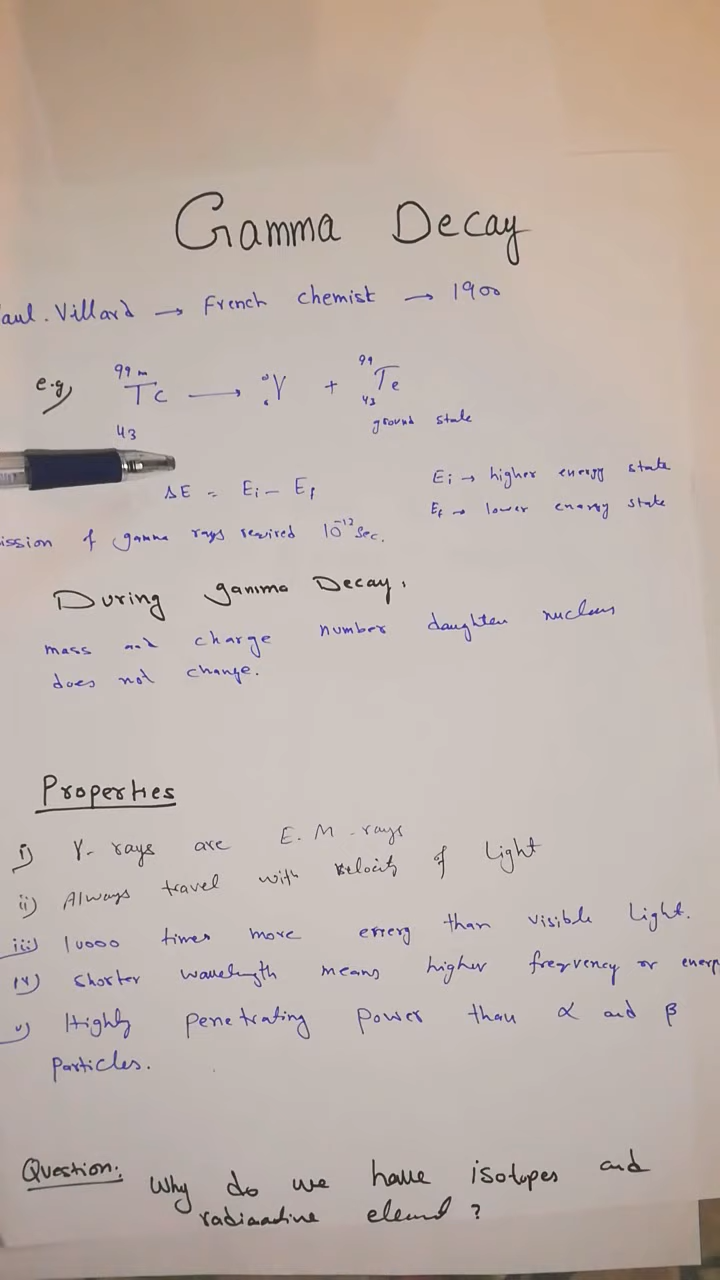 Gamma Decay
aul. Villard → French chemist → 1900
e.g 99m Tc 43 → 0 0 γ + 99 43 Te
ground state
ΔE = Ei - Ef
Ei → higher energy state
Ef → lower energy state
ission of gamma rays required 10^-12 Sec.
During gamma Decay,
mass and charge number daughten nucleus
does not change.
Properties
i) γ- rays are E.M - rays
ii) Always travel with velocity of light
iii) 10000 times more energy than visible light.
iv) shorter wavelength means higher frequency or energ
v) Highly penetrating power than α and β
particles.
Question: Why do we have isotopes and
radioactive element ?